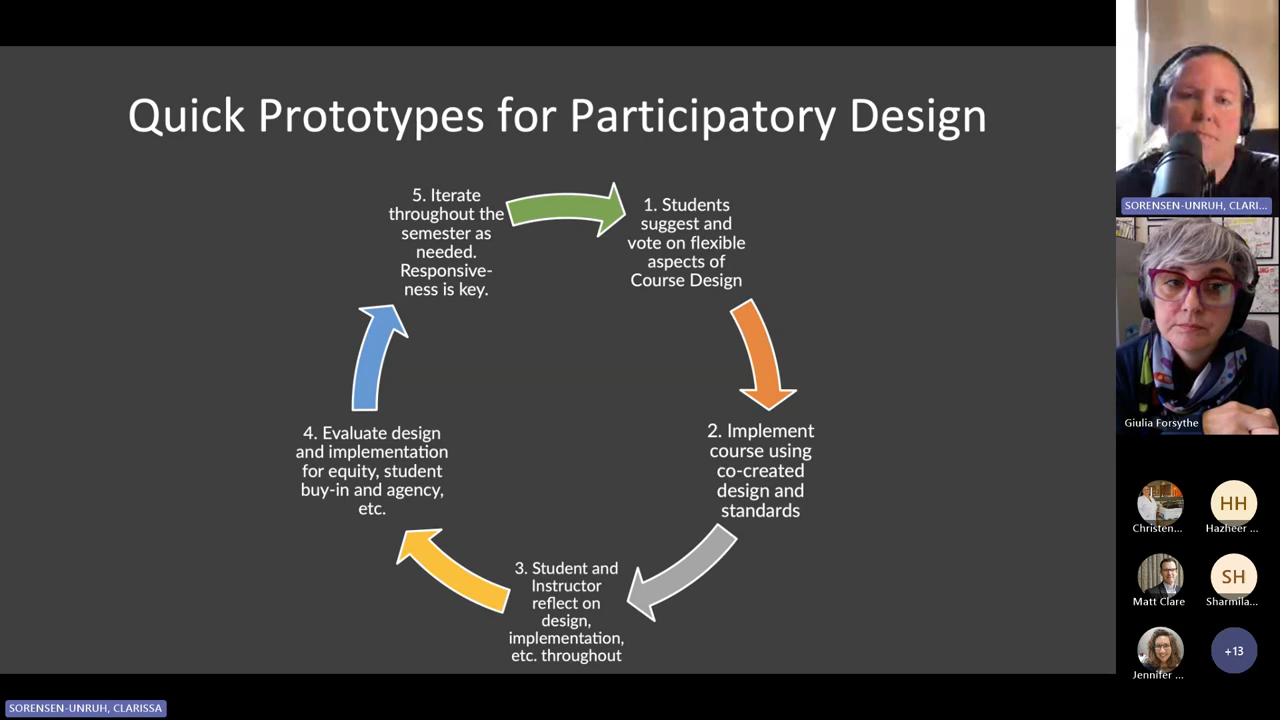 Quick Prototypes for Participatory Design
5. Iterate
throughout the
semester as
needed.
Responsive-
ness is key.
1. Students
suggest and
vote on flexible
aspects of
Course Design
2. Implement
course using
co-created
design and
standards
3. Student and
Instructor
reflect on
design,
implementation,
etc. throughout
4. Evaluate design
and implementation
for equity, student
buy-in and agency,
etc.
SORENSEN-UNRUH, CLARI...
Giulia Forsythe
Christen...
HH
Hazheer ...
Matt Clare
SH
Sharmila...
Jennifer ...
+13
SORENSEN-UNRUH, CLARISSA